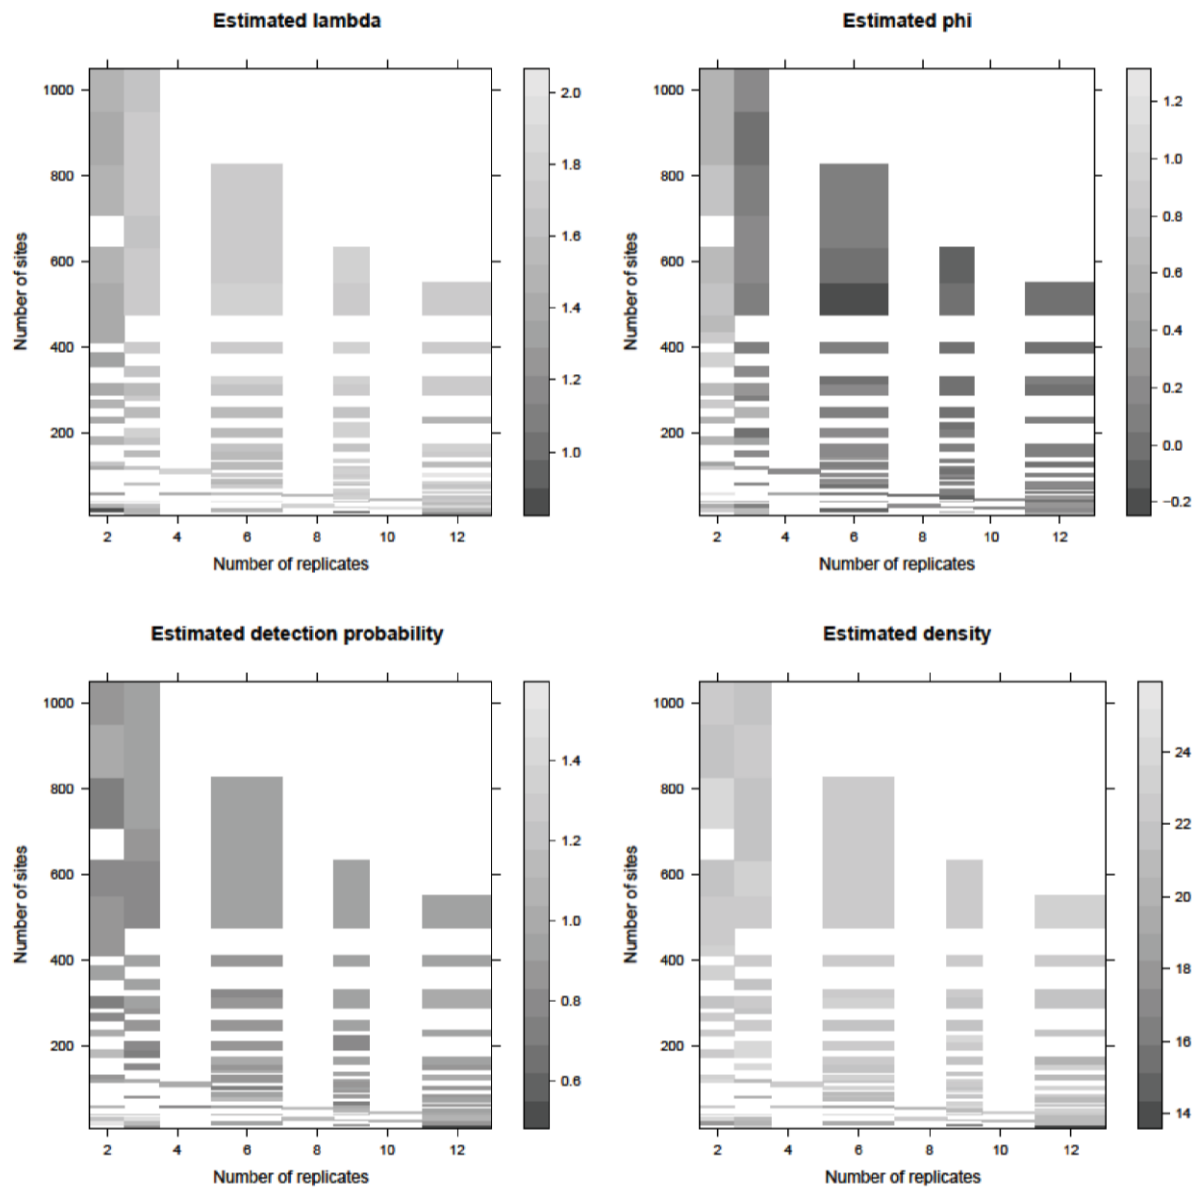 Estimated lambda
Number of sites
1000
800
600
400
200
2 4 6 8 10 12
Number of replicates
2.0
1.8
1.6
1.4
1.2
1.0
Estimated phi
Number of sites
1000
800
600
400
200
2 4 6 8 10 12
Number of replicates
1.2
1.0
0.8
0.6
0.4
0.2
0.0
−0.2
Estimated detection probability
Number of sites
1000
800
600
400
200
2 4 6 8 10 12
Number of replicates
1.4
1.2
1.0
0.8
0.6
Estimated density
Number of sites
1000
800
600
400
200
2 4 6 8 10 12
Number of replicates
24
22
20
18
16
14